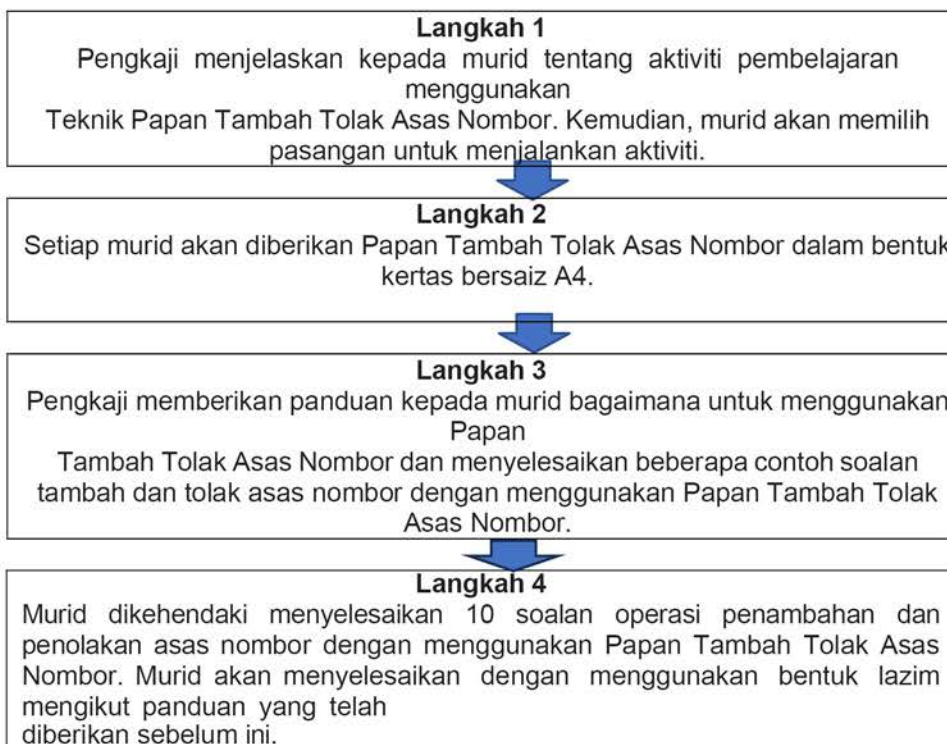 Langkah 1
Pengkaji menjelaskan kepada murid tentang aktiviti pembelajaran
menggunakan
Teknik Papan Tambah Tolak Asas Nombor. Kemudian, murid akan memilih
pasangan untuk menjalankan aktiviti.
Langkah 2
Setiap murid akan diberikan Papan Tambah Tolak Asas Nombor dalam bentuk
kertas bersaiz A4.
Langkah 3
Pengkaji memberikan panduan kepada murid bagaimana untuk menggunakan
Papan
Tambah Tolak Asas Nombor dan menyelesaikan beberapa contoh soalan
tambah dan tolak asas nombor dengan menggunakan Papan Tambah Tolak
Asas Nombor.
Langkah 4
Murid dikehendaki menyelesaikan 10 soalan operasi penambahan dan
penolakan asas nombor dengan menggunakan Papan Tambah Tolak Asas
Nombor. Murid akan menyelesaikan dengan menggunakan bentuk lazim
mengikut panduan yang telah
diberikan sebelum ini.